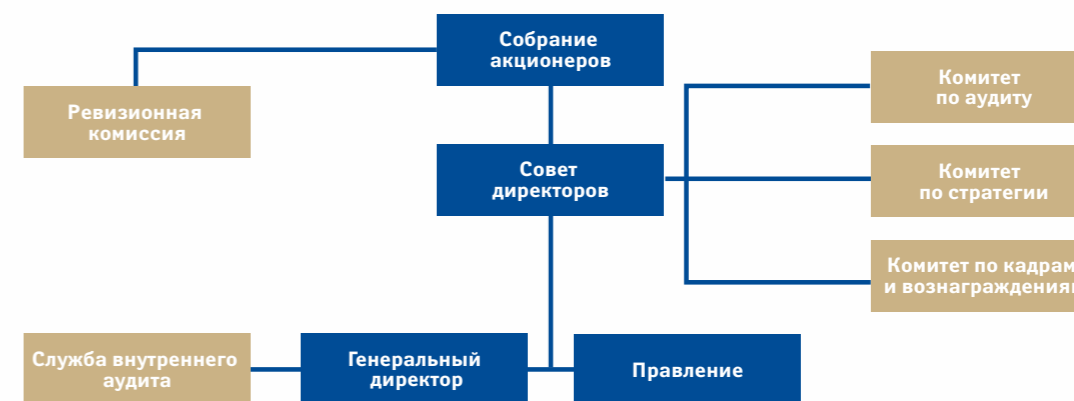 Собрание
акционеров
Ревизионная
комиссия
Комитет
по аудиту
Совет
директоров
Комитет
по стратегии
Комитет по кадрам
и вознаграждениям
Служба внутреннего
аудита
Генеральный
директор
Правление